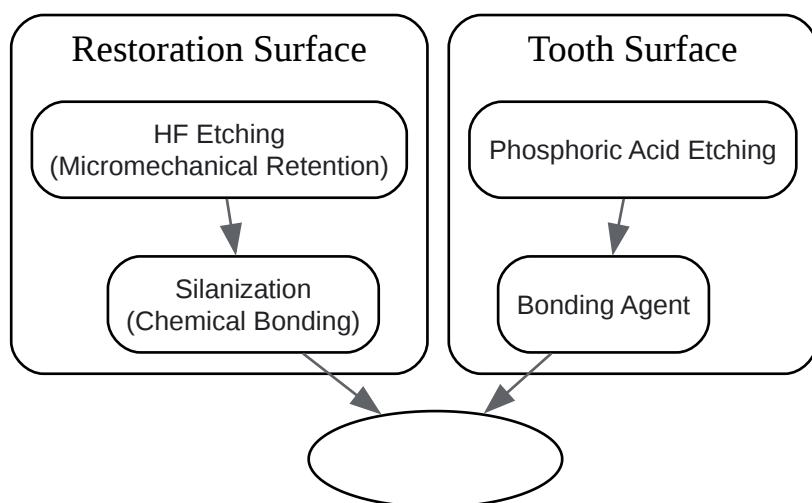 Restoration Surface
HF Etching
(Micromechanical Retention)
Silanization
(Chemical Bonding)
Tooth Surface
Phosphoric Acid Etching
Bonding Agent